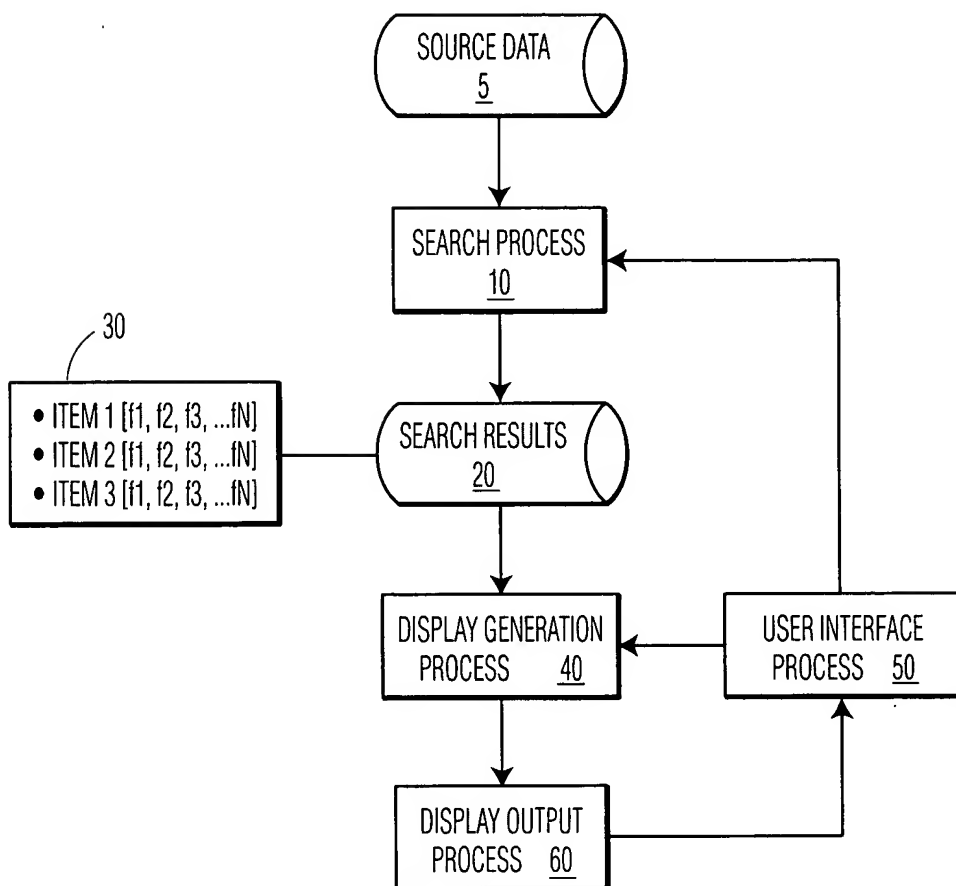 SOURCE DATA
5
SEARCH PROCESS
10
30
• ITEM 1 [f1, f2, f3, ...fN]
• ITEM 2 [f1, f2, f3, ...fN]
• ITEM 3 [f1, f2, f3, ...fN]
SEARCH RESULTS
20
DISPLAY GENERATION
PROCESS 40
USER INTERFACE
PROCESS 50
DISPLAY OUTPUT
PROCESS 60